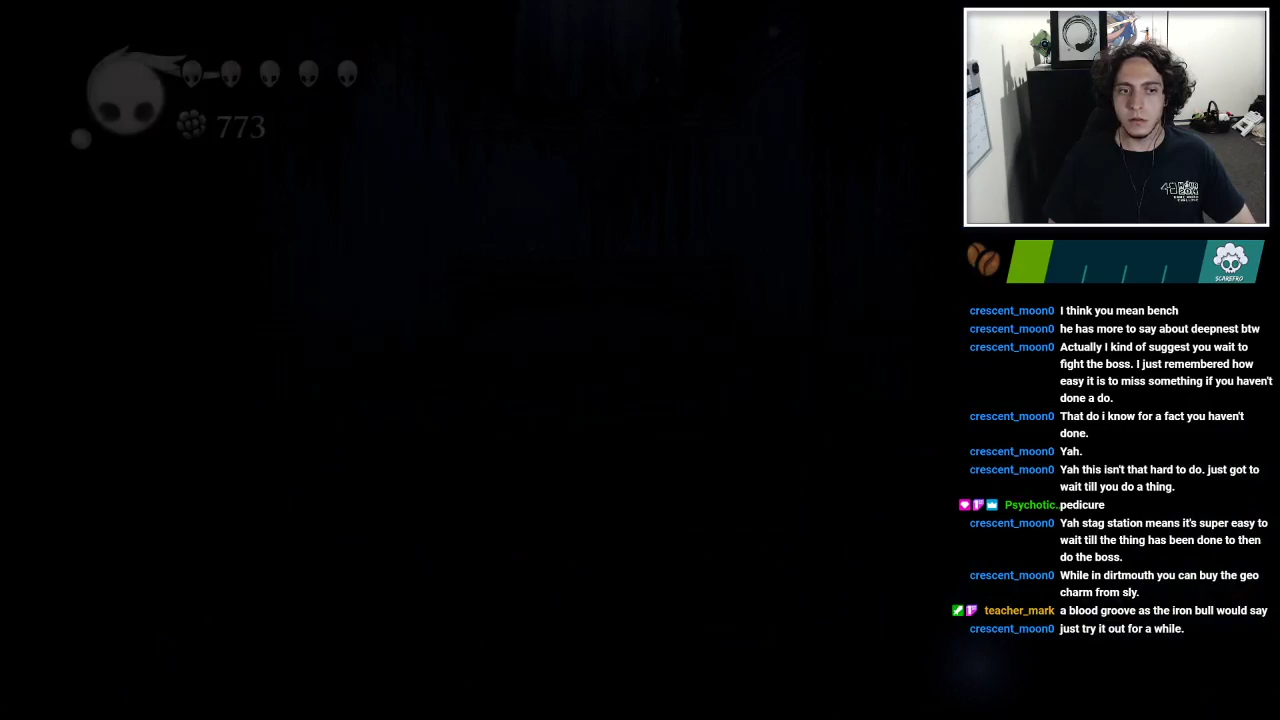 773
SCAREFRO
crescent_moon0 I think you mean bench
crescent_moon0 he has more to say about deepnest btw
crescent_moon0 Actually I kind of suggest you wait to
fight the boss. I just remembered how
easy it is to miss something if you haven't
done a do.
crescent_moon0 That do i know for a fact you haven't
done.
crescent_moon0 Yah.
crescent_moon0 Yah this isn't that hard to do. just got to
wait till you do a thing.
Psychotic.. pedicure
crescent_moon0 Yah stag station means it's super easy to
wait till the thing has been done to then
do the boss.
crescent_moon0 While in dirtmouth you can buy the geo
charm from sly.
teacher_mark a blood groove as the iron bull would say
crescent_moon0 just try it out for a while.